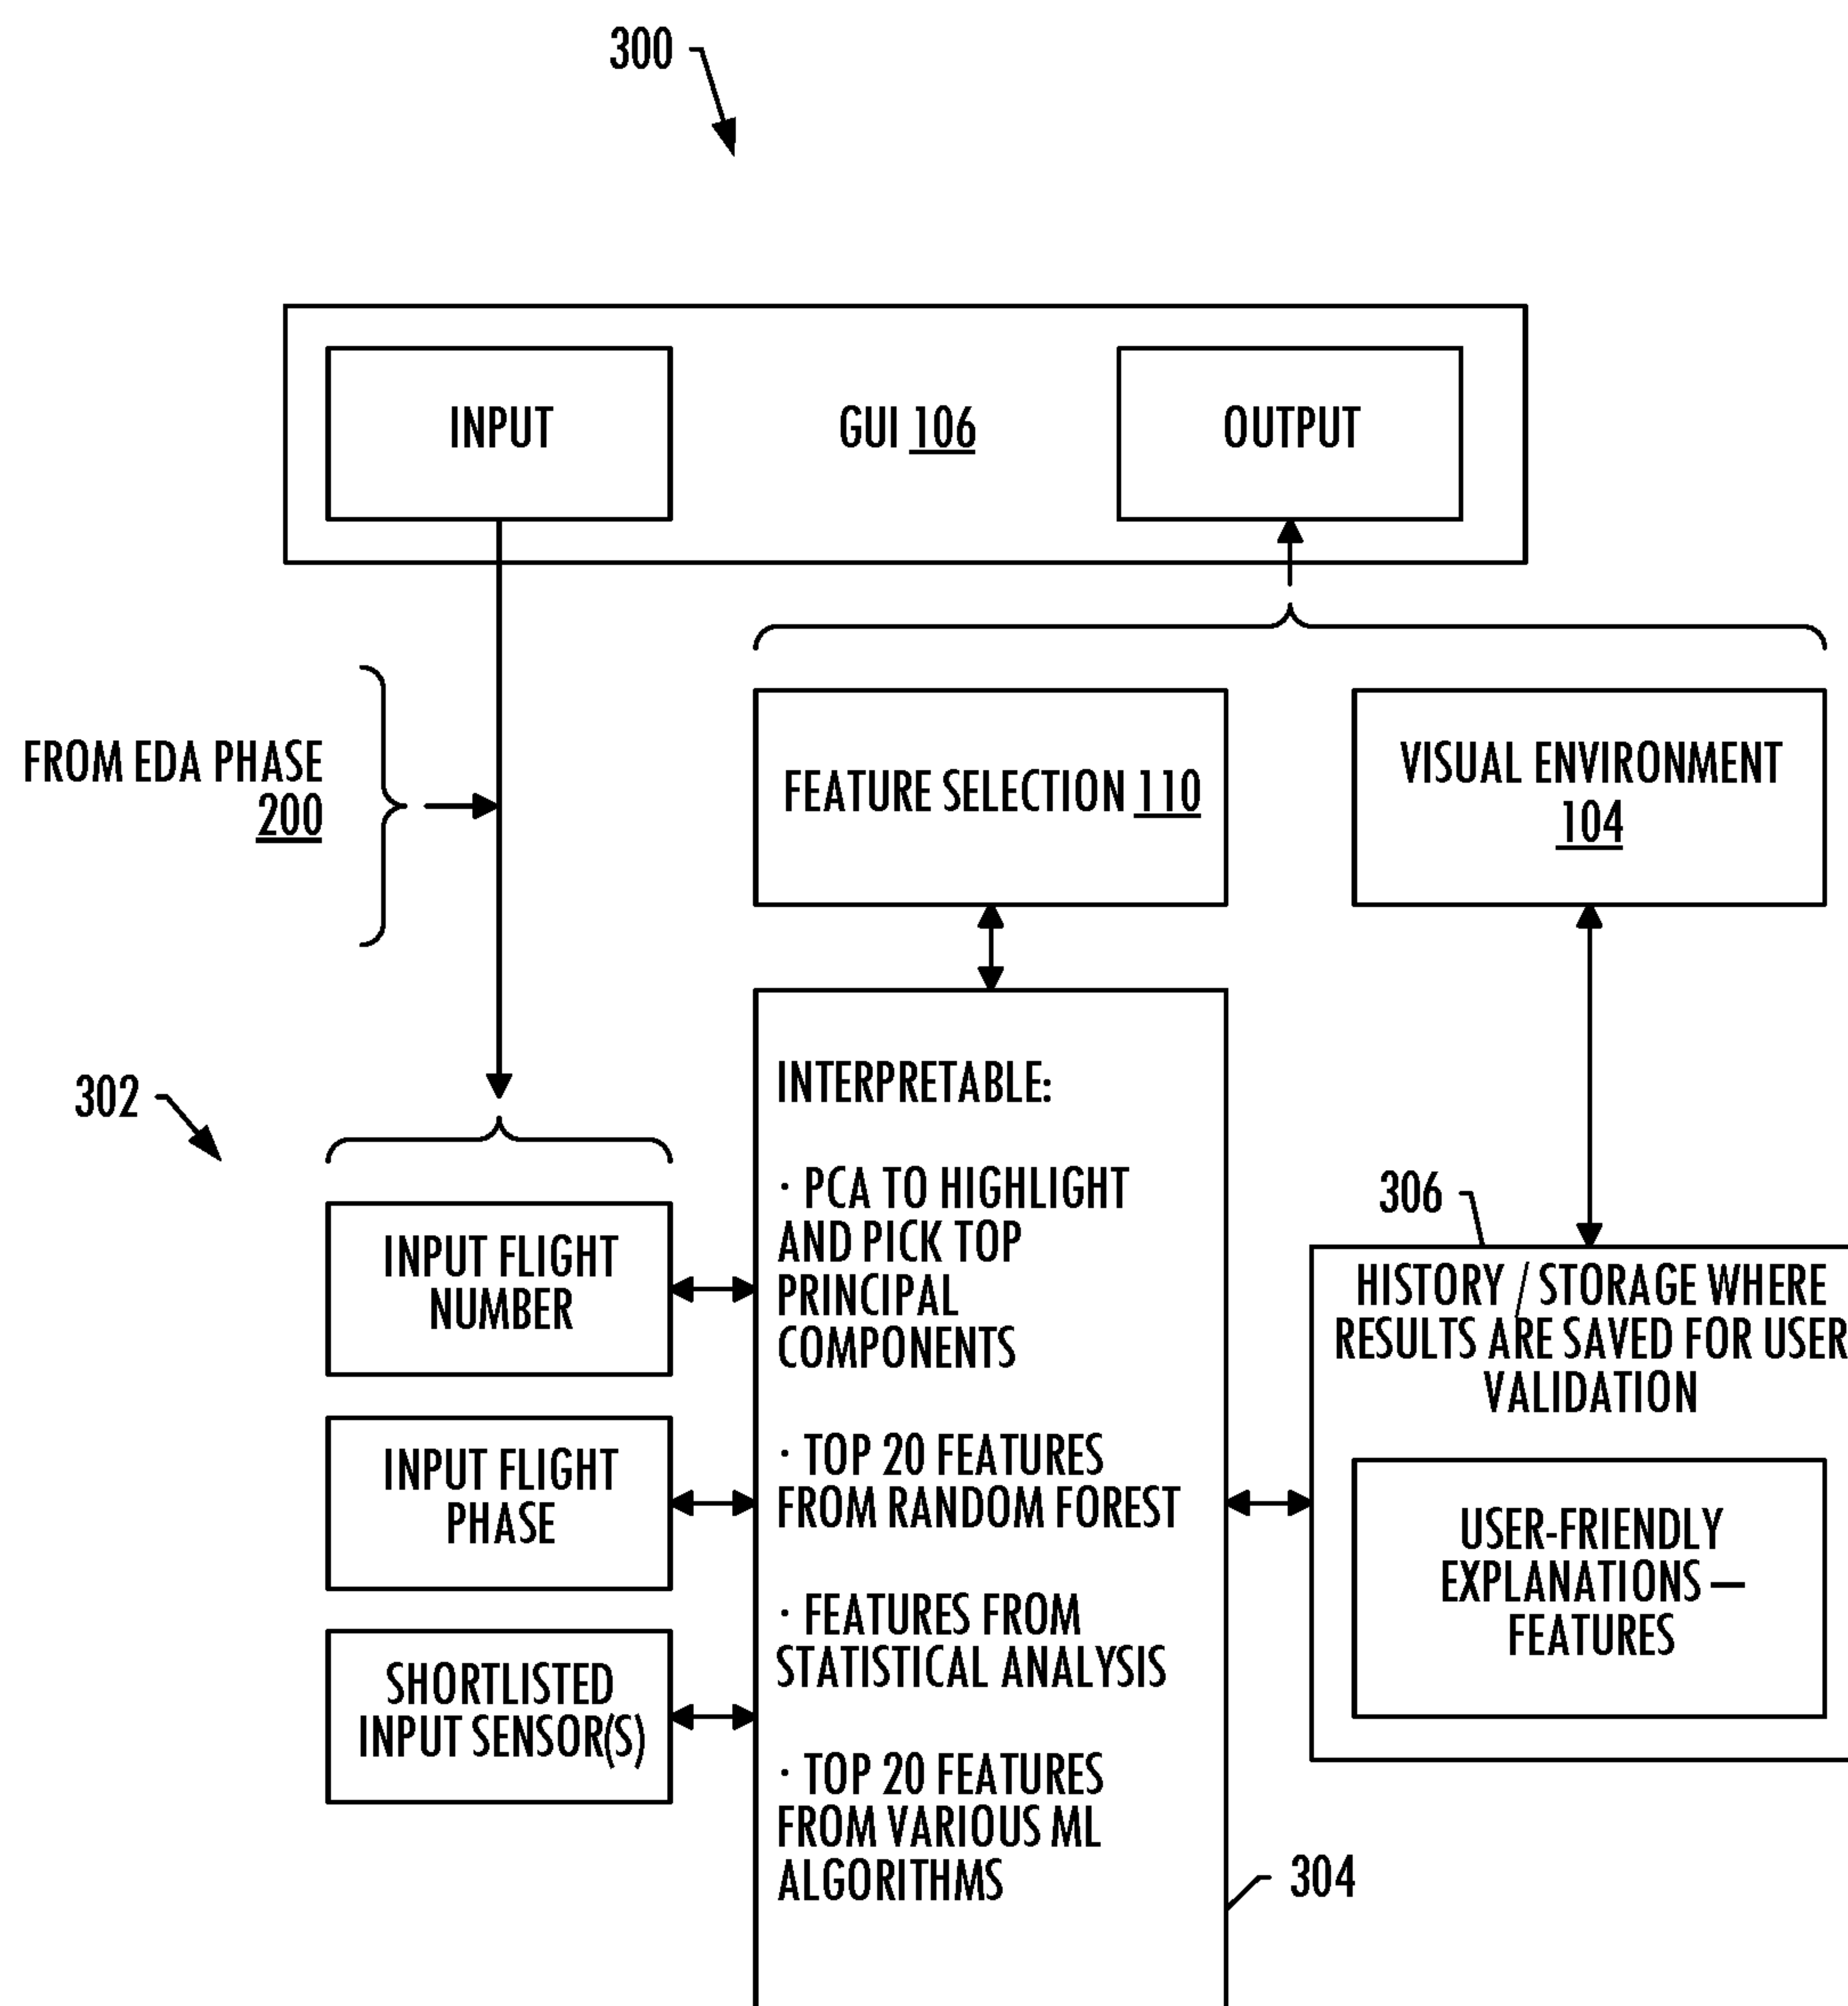 300
INPUT
GUI 106
OUTPUT
FROM EDA PHASE
200
FEATURE SELECTION 110
VISUAL ENVIRONMENT
104
302
INPUT FLIGHT
NUMBER
INPUT FLIGHT
PHASE
SHORTLISTED
INPUT SENSOR(S)
INTERPRETABLE:
· PCA TO HIGHLIGHT
AND PICK TOP
PRINCIPAL
COMPONENTS
· TOP 20 FEATURES
FROM RANDOM FOREST
· FEATURES FROM
STATISTICAL ANALYSIS
· TOP 20 FEATURES
FROM VARIOUS ML
ALGORITHMS
304
306
HISTORY / STORAGE WHERE
RESULTS ARE SAVED FOR USER
VALIDATION
USER-FRIENDLY
EXPLANATIONS —
FEATURES